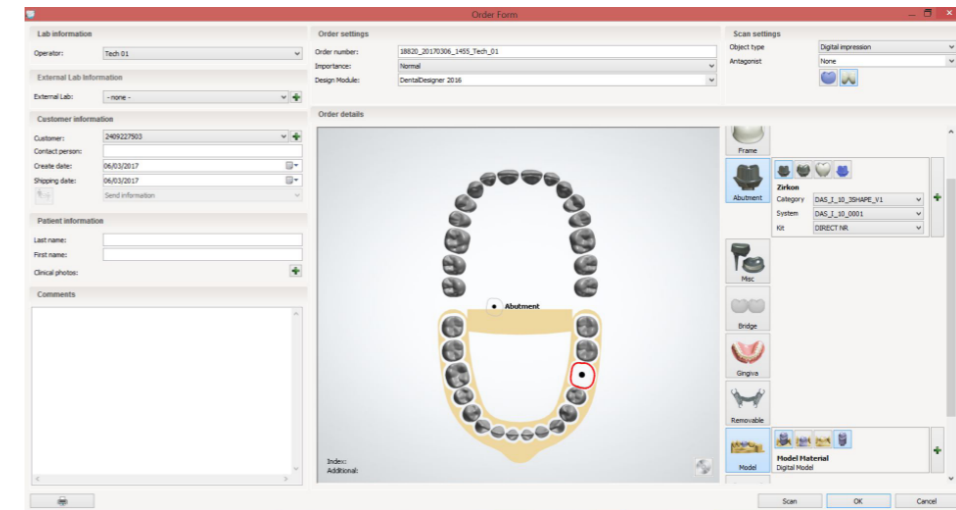 Order Form
Lab information
Operator:
Tech 01
External Lab Information
External Lab:
- none -
Customer information
Customer:
2409227503
Contact person:
Create date:
06/03/2017
Shipping date:
06/03/2017
Send information
Patient information
Last name:
First name:
Clinical photos:
Comments
Order settings
Order number:
18820_20170306_1455_Tech_01
Importance:
Normal
Design Module:
DentalDesigner 2016
Scan settings
Object type
Digital impression
Antagonist
None
Order details
Abutment
Index:
Additional:
Frame
Abutment
Zirkon
Category
DAS_I_10_3SHAPE_V1
System
DAS_I_10_0001
Kit
DIRECT NR
Misc
Bridge
Gingiva
Removable
Model
Model Material
Digital Model
Scan
OK
Cancel